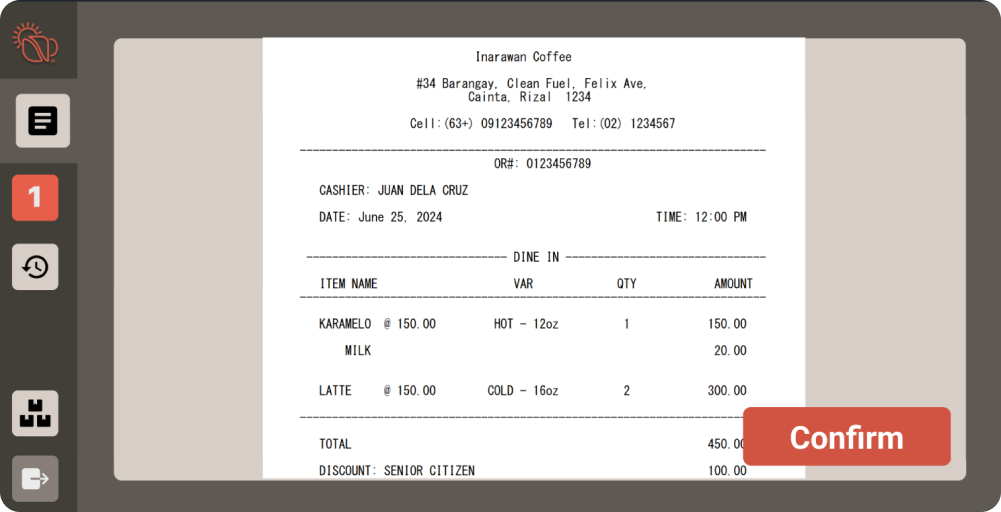 Inarawan Coffee
#34 Barangay, Clean Fuel, Felix Ave,
Cainta, Rizal 1234
Cell:(63+) 09123456789 Tel:(02) 1234567
OR#: 0123456789
CASHIER: JUAN DELA CRUZ
DATE: June 25, 2024 TIME: 12:00 PM
DINE IN
ITEM NAME VAR QTY AMOUNT
KARAMELO @ 150.00 HOT - 12oz 1 150.00
MILK 20.00
LATTE @ 150.00 COLD - 16oz 2 300.00
TOTAL 450.00
DISCOUNT: SENIOR CITIZEN 100.00
1
Confirm